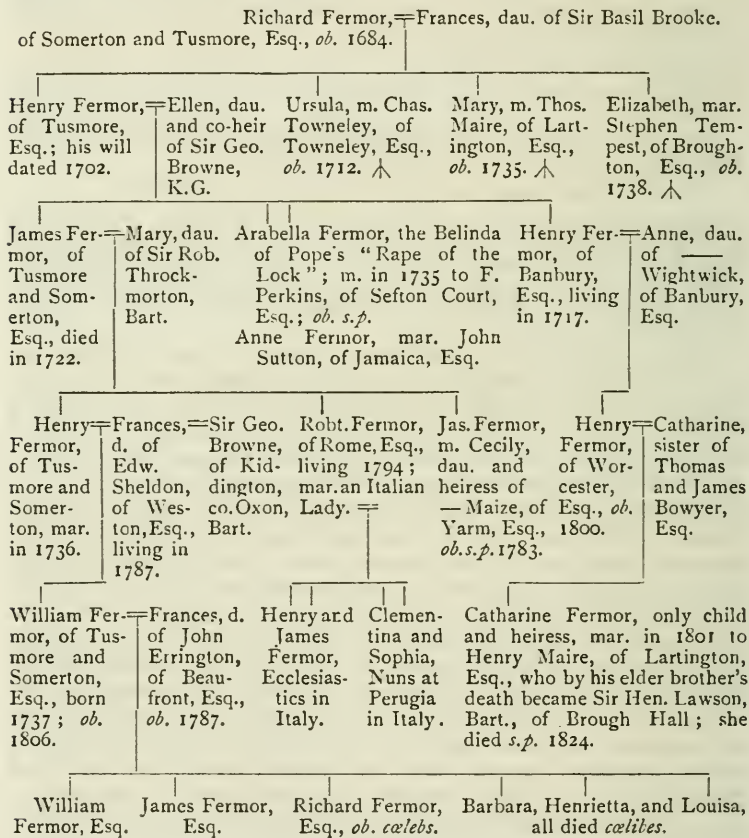 Richard Fermor,=Frances, dau. of Sir Basil Brooke.
of Somerton and Tusmore, Esq., ob. 1684.
Henry Fermor,=Ellen, dau.
of Tusmore, and co-heir
Esq.; his will of Sir Geo.
dated 1702. Browne,
K.G.
Ursula, m. Chas.
Towneley, of
Towneley, Esq.,
ob. 1712.
Mary, m. Thos.
Maire, of Lart-
ington, Esq.,
ob. 1735.
Elizabeth, mar.
Stephen Tem-
pest, of Brough-
ton, Esq., ob.
1738.
James Fer-=Mary, dau.
mor, of of Sir Rob.
Tusmore Throck-
and Som- morton,
erton, Bart.
Esq., died
in 1722.
Arabella Fermor, the Belinda
of Pope's "Rape of the
Lock"; m. in 1735 to F.
Perkins, of Sefton Court,
Esq.; ob. s.p.
Anne Fermor, mar. John
Sutton, of Jamaica, Esq.
Henry Fer-=Anne, dau.
mor, of of —
Banbury, Wightwick,
Esq., living of Banbury,
in 1717. Esq.
Henry=Frances,=Sir Geo.
Fermor, d. of Browne,
of Tus- Edw. of Kid-
more and Sheldon, dington,
Somer- of Wes- co. Oxon,
ton, mar. ton, Esq., Bart.
in 1736. living in
1787.
Robt. Fermor,
of Rome, Esq.,
living 1794;
mar. an Italian
Lady. =
Jas. Fermor,
m. Cecily,
dau. and
heiress of
— Maize, of
Yarm, Esq.,
ob. s.p. 1783.
Henry=Catharine,
Fermor, sister of
of Wor- Thomas
cester, and James
Esq., ob. Bowyer,
1800. Esq.
William Fer-=Frances, d.
mor, of Tus- of John
more and Errington,
Somerton, of Beau-
Esq., born front, Esq.,
1737; ob. ob. 1787.
1806.
Henry and
James
Fermor,
Ecclesias-
tics in
Italy.
Clemen-
tina and
Sophia,
Nuns at
Perugia
in Italy.
Catharine Fermor, only child
and heiress, mar. in 1801 to
Henry Maire, of Lartington,
Esq., who by his elder brother's
death became Sir Hen. Lawson,
Bart., of Brough Hall; she
died s.p. 1824.
William
Fermor, Esq.
James Fermor,
Esq.
Richard Fermor,
Esq., ob. cœlebs.
Barbara, Henrietta, and Louisa,
all died cœlites.